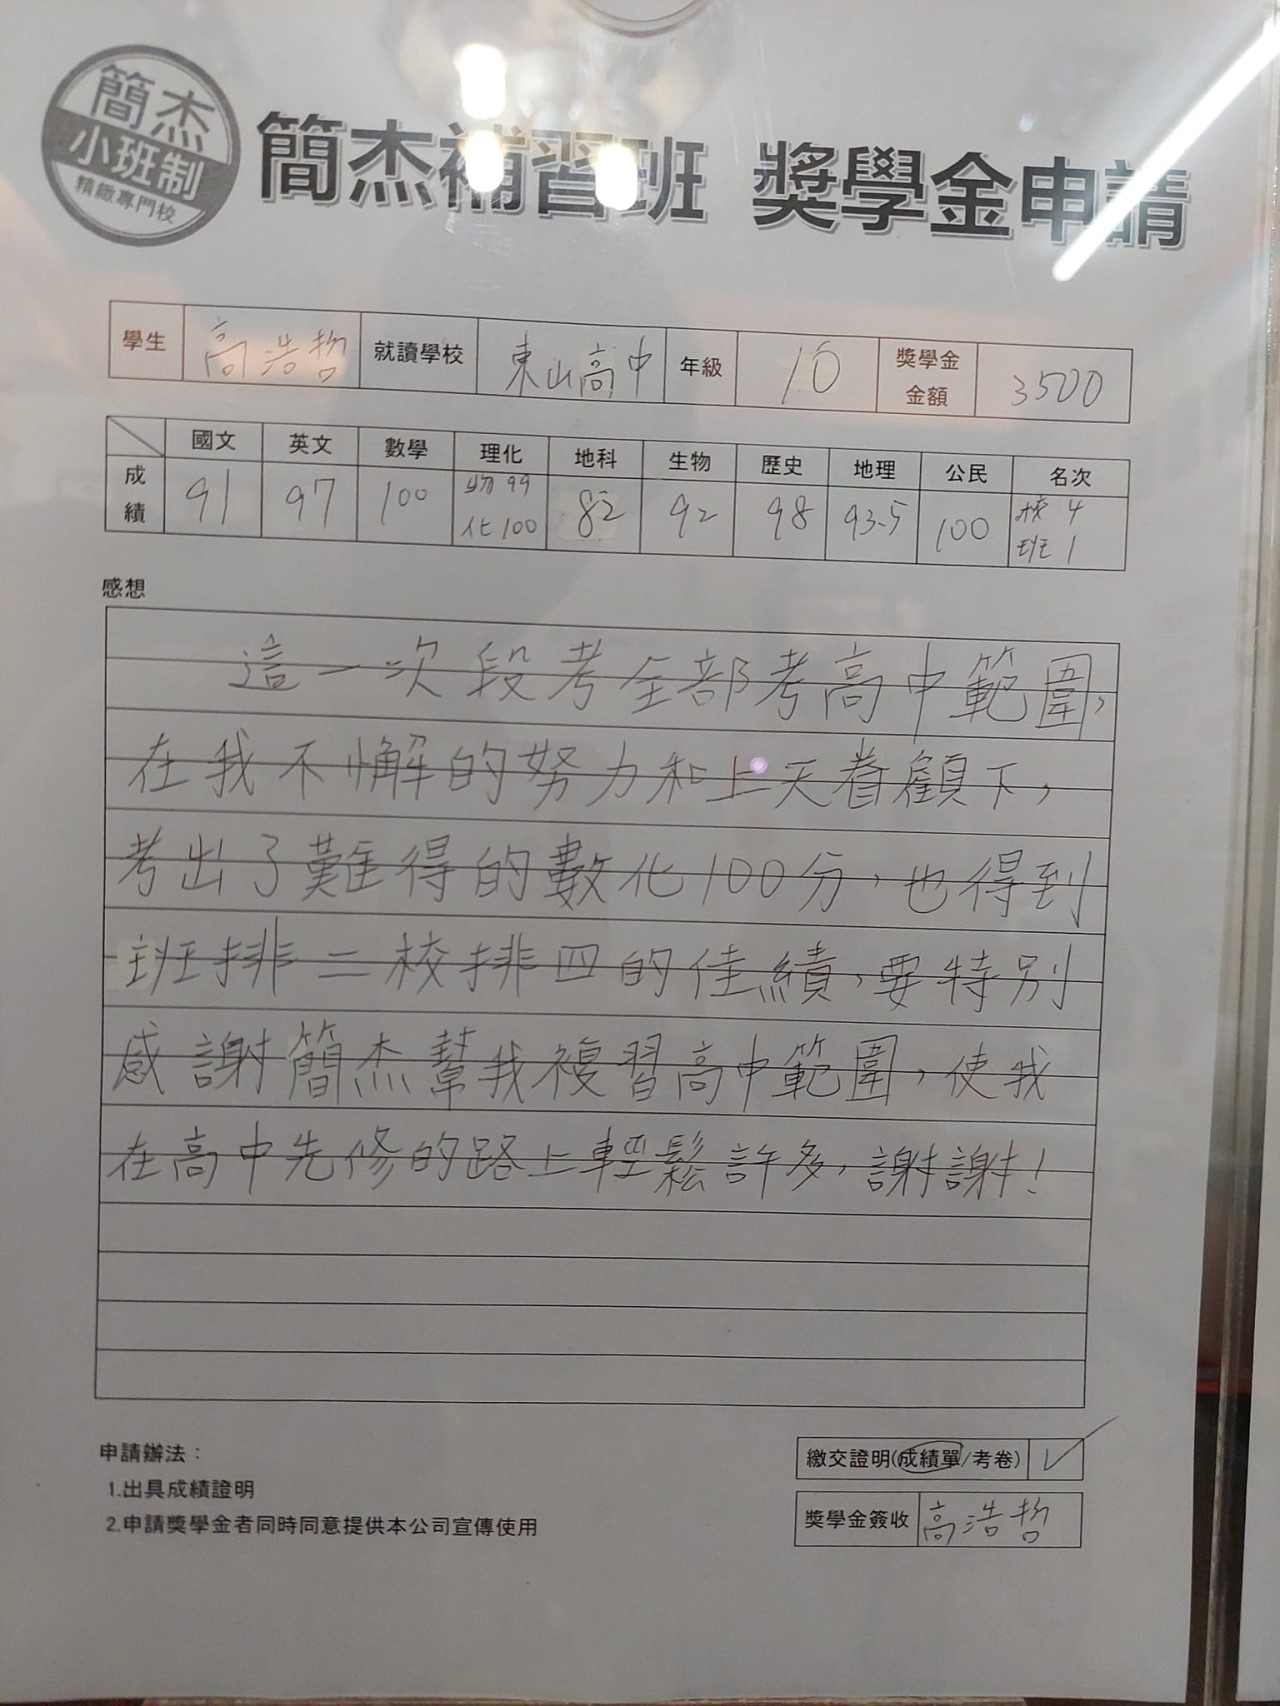 簡杰
小班制
精緻專門校
簡杰補習班 獎學金申請
學生 高浩哲 就讀學校 東山高中 年級 10 獎學金金額 3500
國文 英文 數學 理化 地科 生物 歷史 地理 公民 名次
成績 91 97 100 物99 化100 82 92 98 93.5 100 校4 班1
感想
這一次段考全部考高中範圍,
在我不懈的努力和上天眷顧下,
考出了難得的數化100分,也得到
班排二校排四的佳績,要特別
感謝簡杰幫我複習高中範圍,使我
在高中先修的路上輕鬆許多,謝謝!
申請辦法:
1.出具成績證明
2.申請獎學金者同時同意提供本公司宣傳使用
繳交證明(成績單/考卷) ✓
獎學金簽收 高浩哲